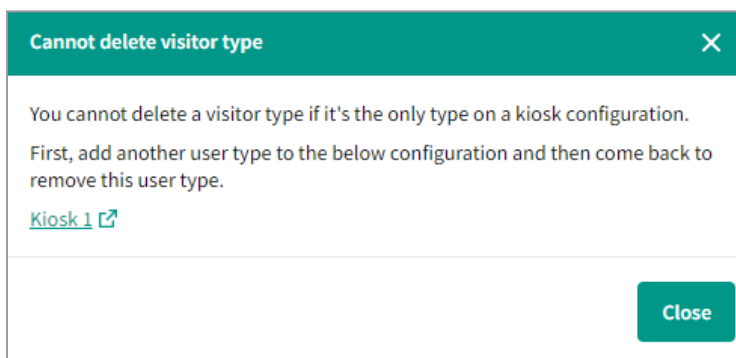 Cannot delete visitor type
You cannot delete a visitor type if it's the only type on a kiosk configuration.
First, add another user type to the below configuration and then come back to
remove this user type.
Kiosk 1
Close